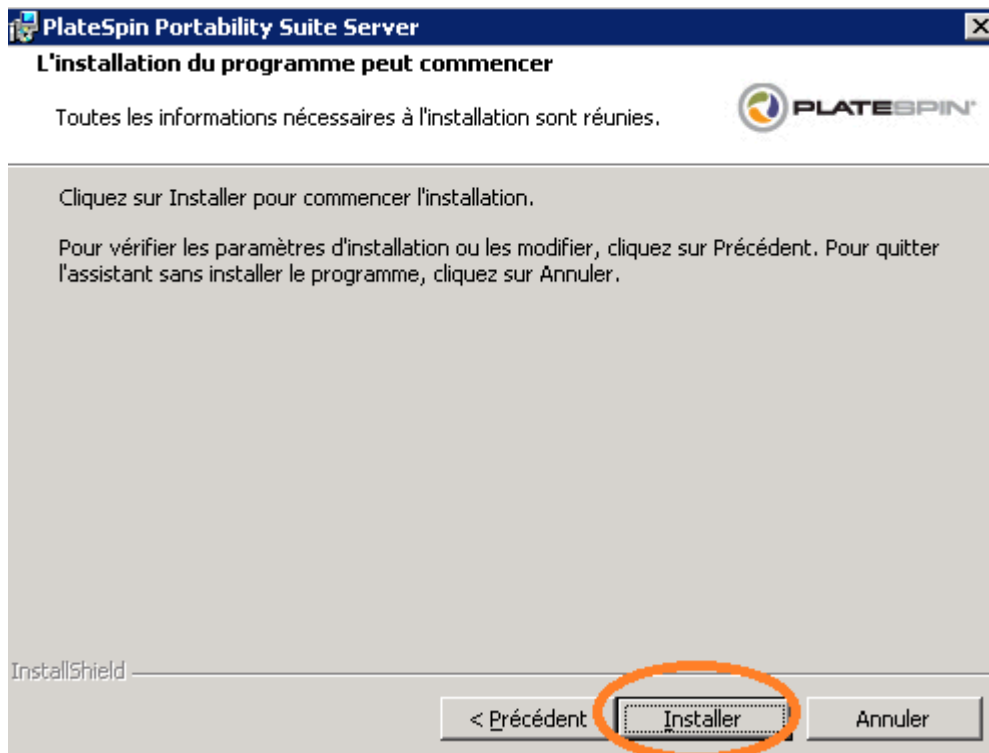 PlateSpin Portability Suite Server
L'installation du programme peut commencer
Toutes les informations nécessaires à l'installation sont réunies.
PLATESPIN
Cliquez sur Installer pour commencer l'installation.
Pour vérifier les paramètres d'installation ou les modifier, cliquez sur Précédent. Pour quitter
l'assistant sans installer le programme, cliquez sur Annuler.
InstallShield
< Précédent Installer Annuler